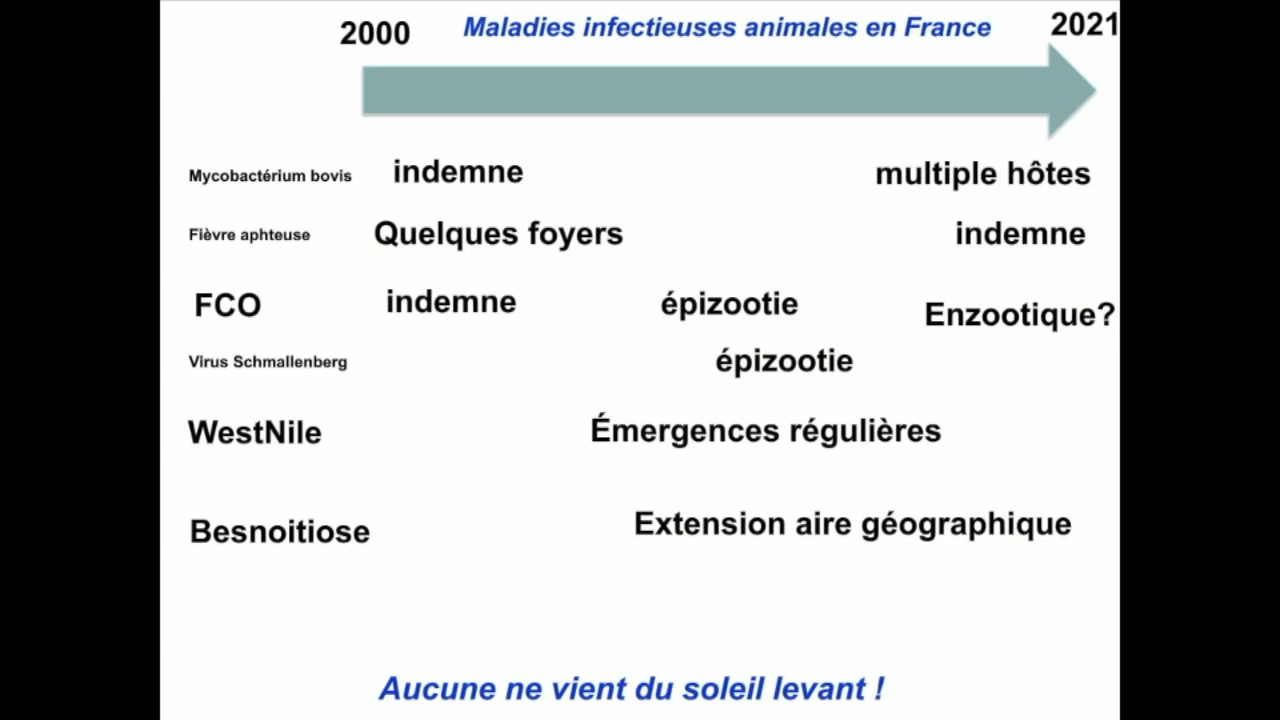 2000 Maladies infectieuses animales en France 2021
Mycobactérium bovis indemne multiple hôtes
Fièvre aphteuse Quelques foyers indemne
FCO indemne épizootie Enzootique?
Virus Schmallenberg épizootie
WestNile Émergences régulières
Besnoitiose Extension aire géographique
Aucune ne vient du soleil levant !